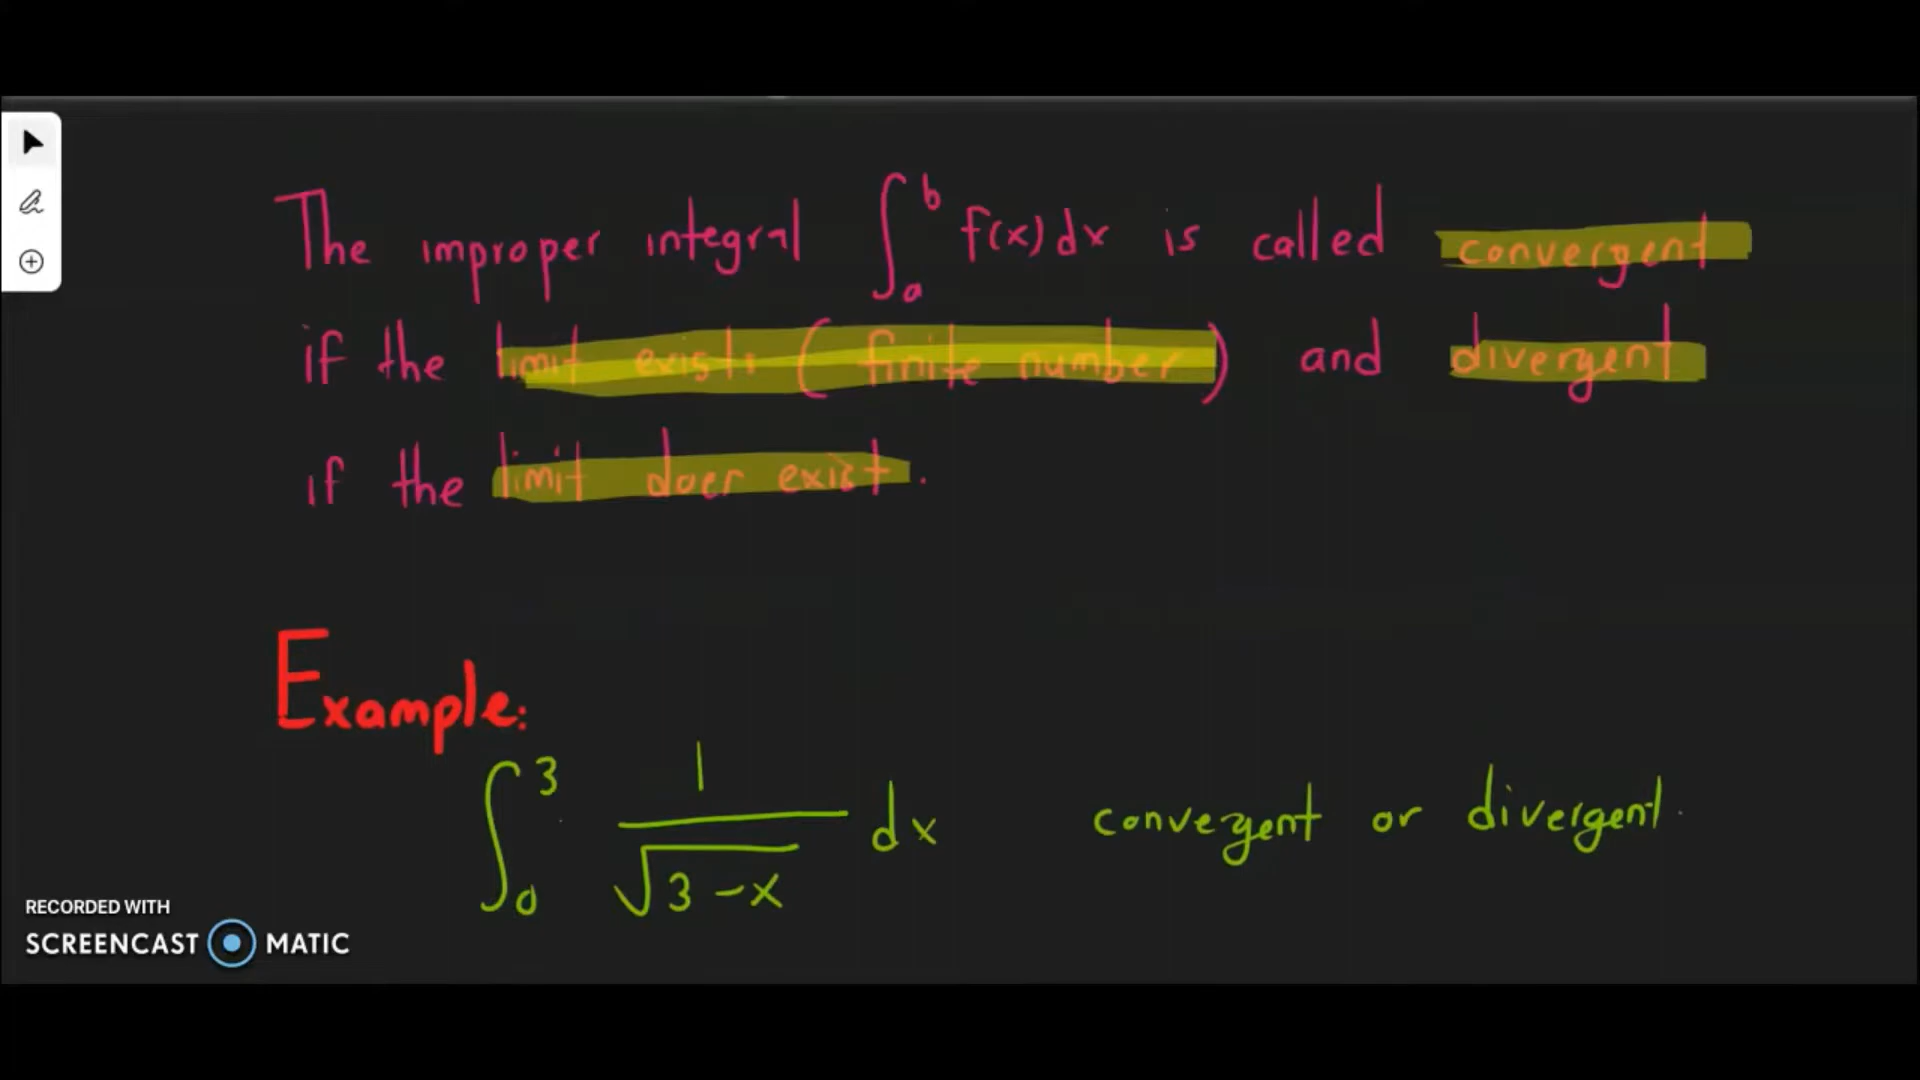 The improper integral ∫_a^b f(x)dx is called convergent
if the limit exists (finite number) and divergent
if the limit does exist.
Example:
∫_0^3 1/√(3-x) dx convergent or divergent.
RECORDED WITH
SCREENCAST MATIC